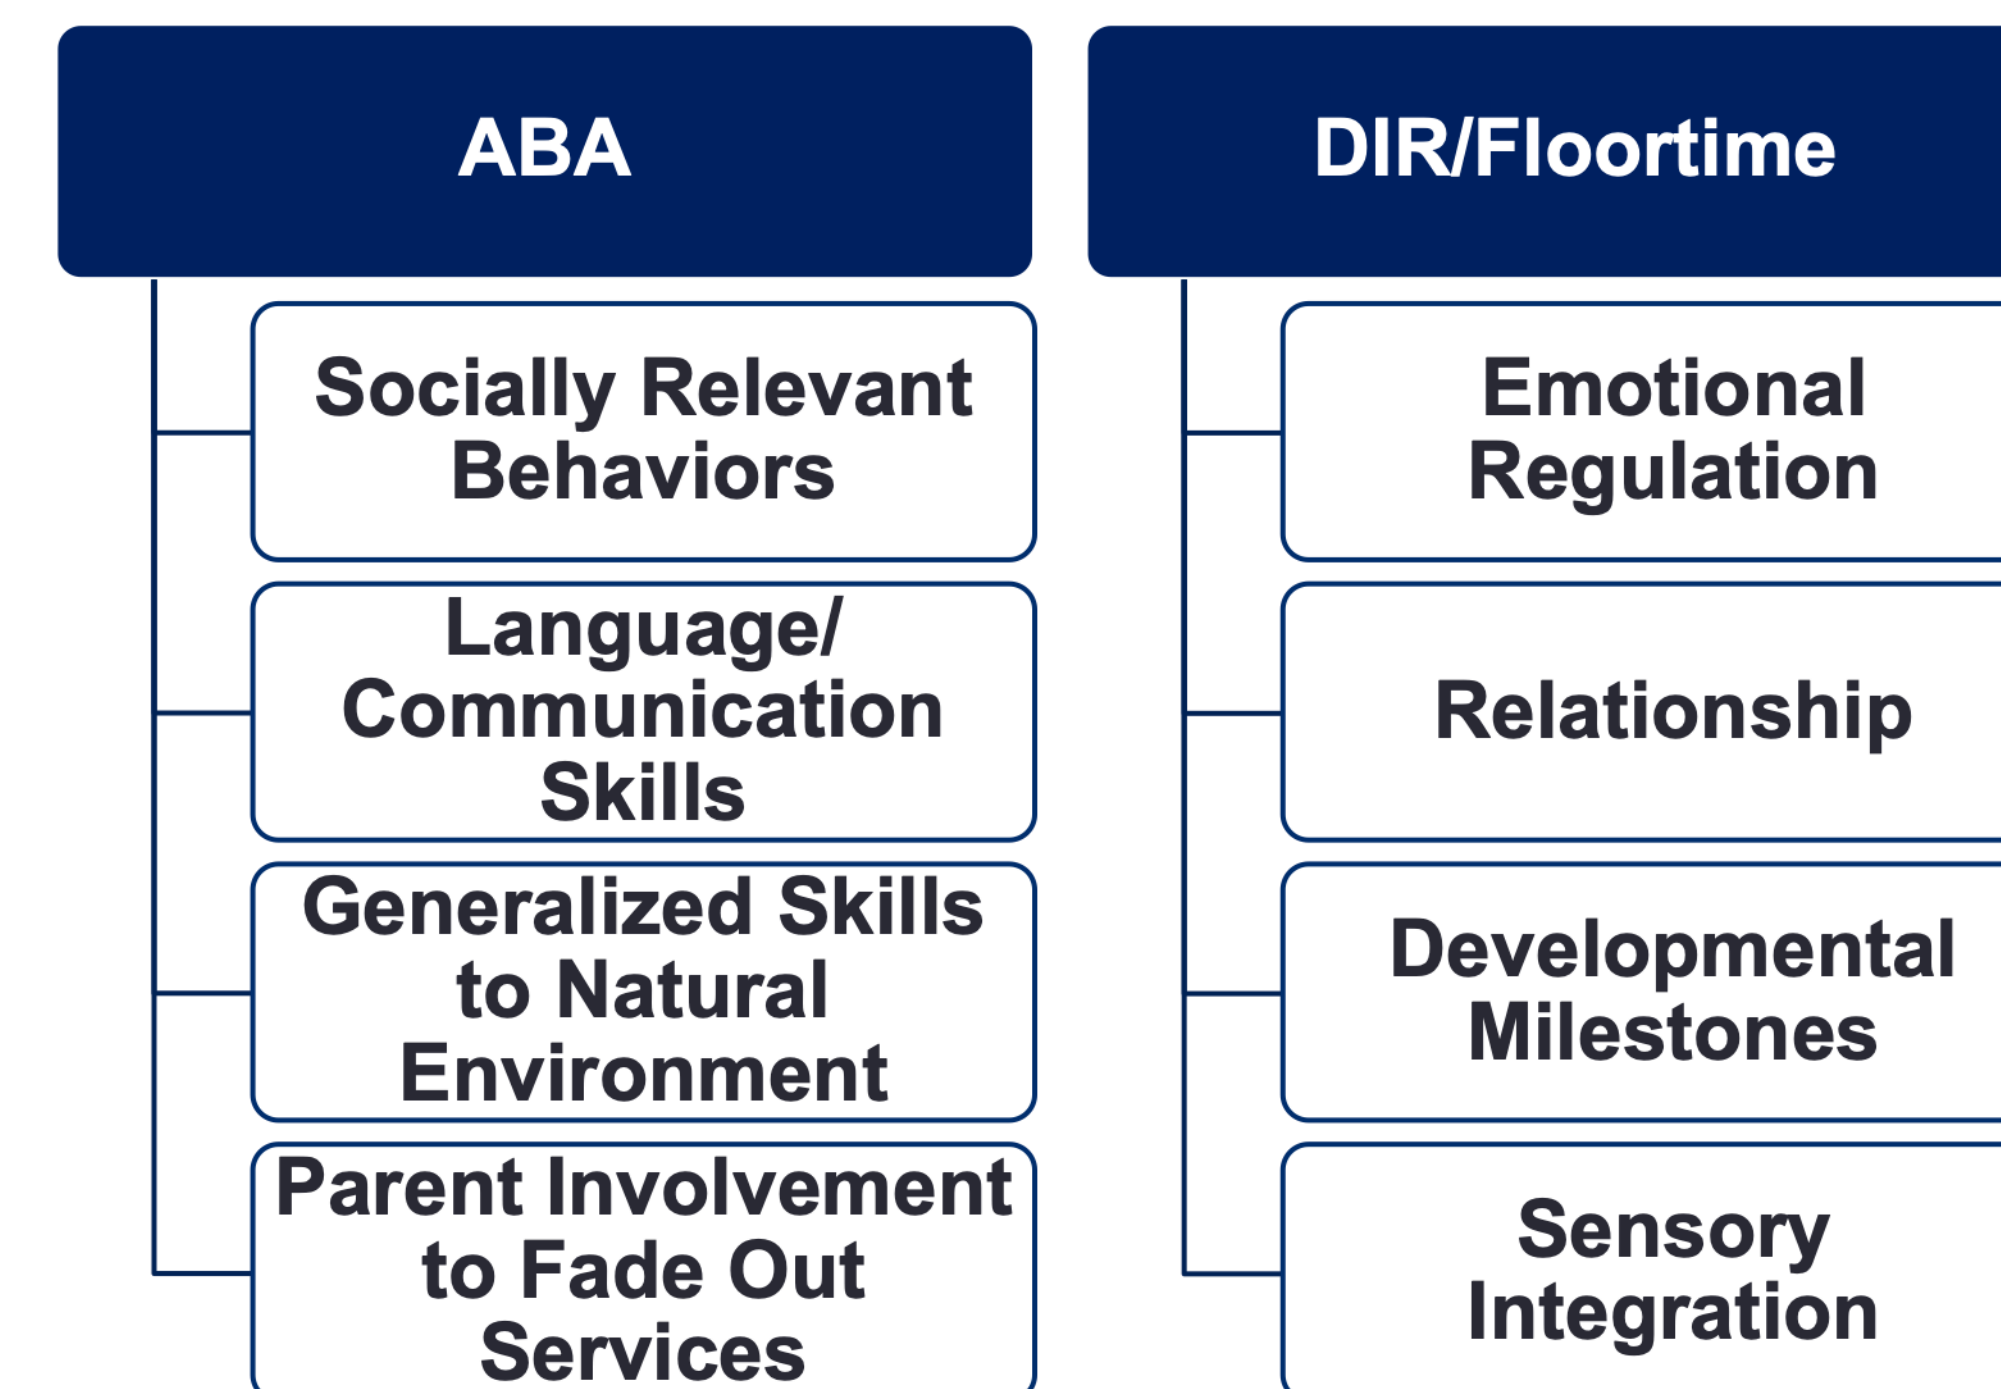 ABA
Socially Relevant
Behaviors
Language/
Communication
Skills
Generalized Skills
to Natural
Environment
Parent Involvement
to Fade Out
Services
DIR/Floortime
Emotional
Regulation
Relationship
Developmental
Milestones
Sensory
Integration